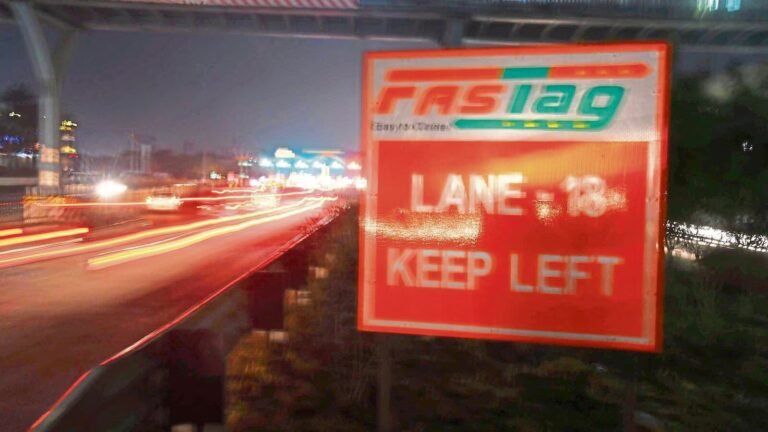 FASTag
LANE - 18
KEEP LEFT